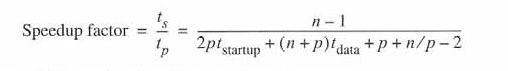 Speedup factor = t_s / t_p = (n − 1) / (2pt_startup + (n + p)t_data + p + n/p − 2)